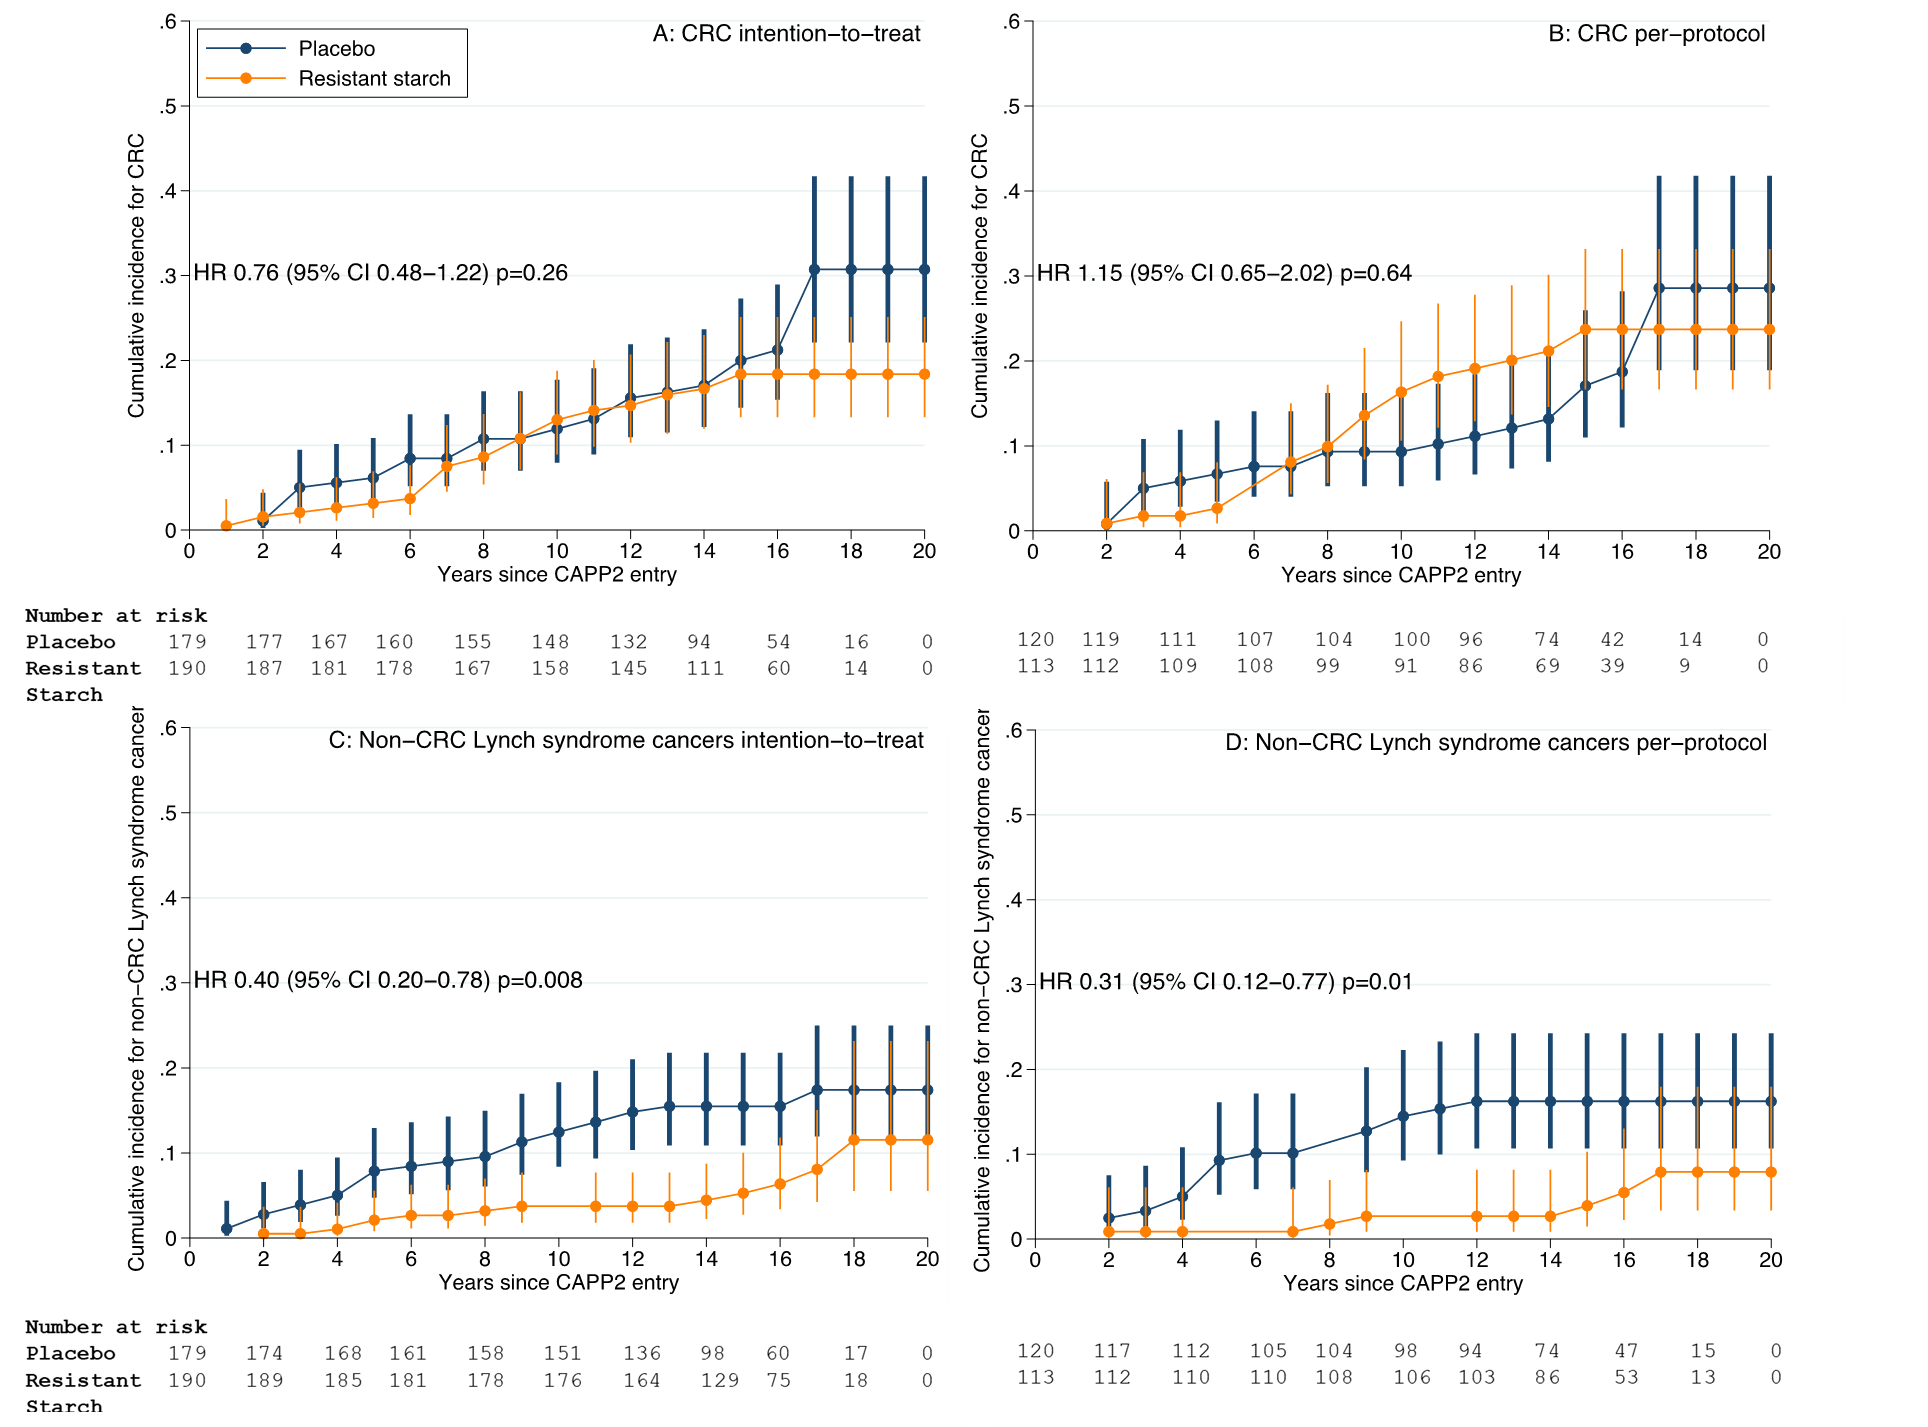 A: CRC intention–to–treat
Placebo
Resistant starch
Cumulative incidence for CRC
.6
.5
.4
.3
.2
.1
0
HR 0.76 (95% CI 0.48–1.22) p=0.26
0 2 4 6 8 10 12 14 16 18 20
Years since CAPP2 entry
B: CRC per–protocol
Cumulative incidence for CRC
.6
.5
.4
.3
.2
.1
0
HR 1.15 (95% CI 0.65–2.02) p=0.64
0 2 4 6 8 10 12 14 16 18 20
Years since CAPP2 entry
Number at risk
Placebo 179 177 167 160 155 148 132 94 54 16 0
Resistant 190 187 181 178 167 158 145 111 60 14 0
Starch
120 119 111 107 104 100 96 74 42 14 0
113 112 109 108 99 91 86 69 39 9 0
C: Non–CRC Lynch syndrome cancers intention–to–treat
Cumulative incidence for non–CRC Lynch syndrome cancer
.6
.5
.4
.3
.2
.1
0
HR 0.40 (95% CI 0.20–0.78) p=0.008
0 2 4 6 8 10 12 14 16 18 20
Years since CAPP2 entry
D: Non–CRC Lynch syndrome cancers per–protocol
Cumulative incidence for non–CRC Lynch syndrome cancer
.6
.5
.4
.3
.2
.1
0
HR 0.31 (95% CI 0.12–0.77) p=0.01
0 2 4 6 8 10 12 14 16 18 20
Years since CAPP2 entry
Number at risk
Placebo 179 174 168 161 158 151 136 98 60 17 0
Resistant 190 189 185 181 178 176 164 129 75 18 0
Starch
120 117 112 105 104 98 94 74 47 15 0
113 112 110 110 108 106 103 86 53 13 0